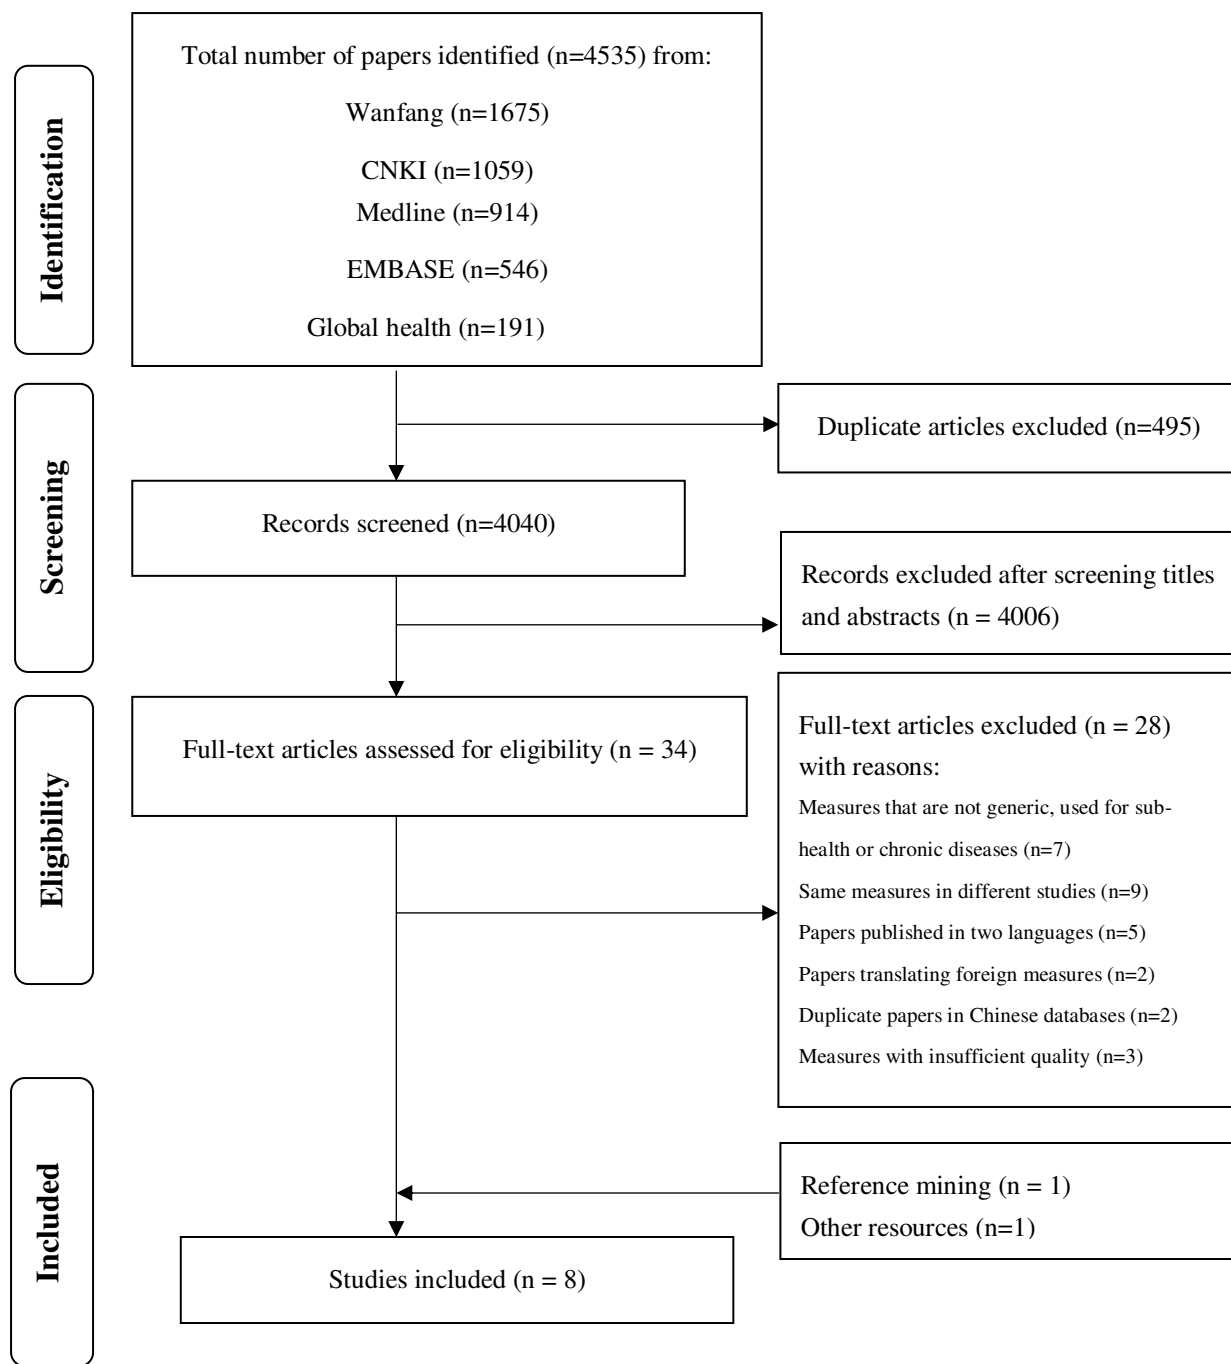 Identification
Total number of papers identified (n=4535) from:
Wanfang (n=1675)
CNKI (n=1059)
Medline (n=914)
EMBASE (n=546)
Global health (n=191)
Screening
Duplicate articles excluded (n=495)
Records screened (n=4040)
Records excluded after screening titles
and abstracts (n = 4006)
Eligibility
Full-text articles assessed for eligibility (n = 34)
Full-text articles excluded (n = 28)
with reasons:
Measures that are not generic, used for sub-
health or chronic diseases (n=7)
Same measures in different studies (n=9)
Papers published in two languages (n=5)
Papers translating foreign measures (n=2)
Duplicate papers in Chinese databases (n=2)
Measures with insufficient quality (n=3)
Included
Reference mining (n = 1)
Other resources (n=1)
Studies included (n = 8)